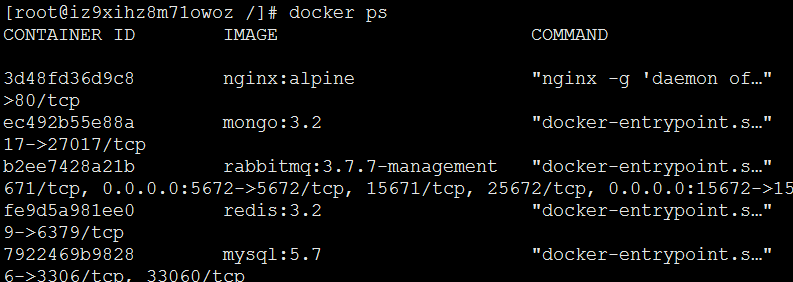 [root@iz9xihz8m71owoz /]# docker ps
CONTAINER ID        IMAGE                       COMMAND
3d48fd36d9c8        nginx:alpine                "nginx -g 'daemon of…"
>80/tcp
ec492b55e88a        mongo:3.2                   "docker-entrypoint.s…"
17->27017/tcp
b2ee7428a21b        rabbitmq:3.7.7-management   "docker-entrypoint.s…"
671/tcp, 0.0.0.0:5672->5672/tcp, 15671/tcp, 25672/tcp, 0.0.0.0:15672->15
fe9d5a981ee0        redis:3.2                   "docker-entrypoint.s…"
9->6379/tcp
7922469b9828        mysql:5.7                   "docker-entrypoint.s…"
6->3306/tcp, 33060/tcp